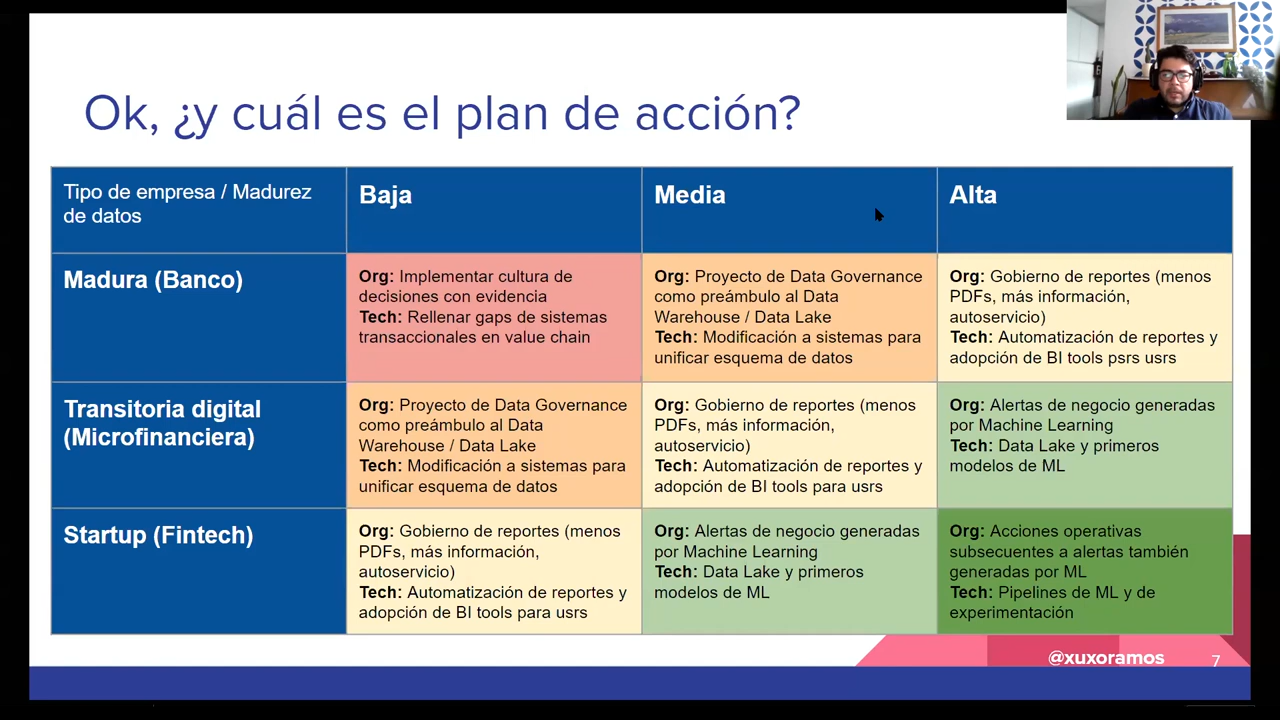 Ok, ¿y cuál es el plan de acción?
Tipo de empresa / Madurez
de datos
Baja
Media
Alta
Madura (Banco)
Org: Implementar cultura de
decisiones con evidencia
Tech: Rellenar gaps de sistemas
transaccionales en value chain
Org: Proyecto de Data Governance
como preámbulo al Data
Warehouse / Data Lake
Tech: Modificación a sistemas para
unificar esquema de datos
Org: Gobierno de reportes (menos
PDFs, más información,
autoservicio)
Tech: Automatización de reportes y
adopción de BI tools psrs usrs
Transitoria digital
(Microfinanciera)
Org: Proyecto de Data Governance
como preámbulo al Data
Warehouse / Data Lake
Tech: Modificación a sistemas para
unificar esquema de datos
Org: Gobierno de reportes (menos
PDFs, más información,
autoservicio)
Tech: Automatización de reportes y
adopción de BI tools para usrs
Org: Alertas de negocio generadas
por Machine Learning
Tech: Data Lake y primeros
modelos de ML
Startup (Fintech)
Org: Gobierno de reportes (menos
PDFs, más información,
autoservicio)
Tech: Automatización de reportes y
adopción de BI tools para usrs
Org: Alertas de negocio generadas
por Machine Learning
Tech: Data Lake y primeros
modelos de ML
Org: Acciones operativas
subsecuentes a alertas también
generadas por ML
Tech: Pipelines de ML y de
experimentación
@xuxoramos
7